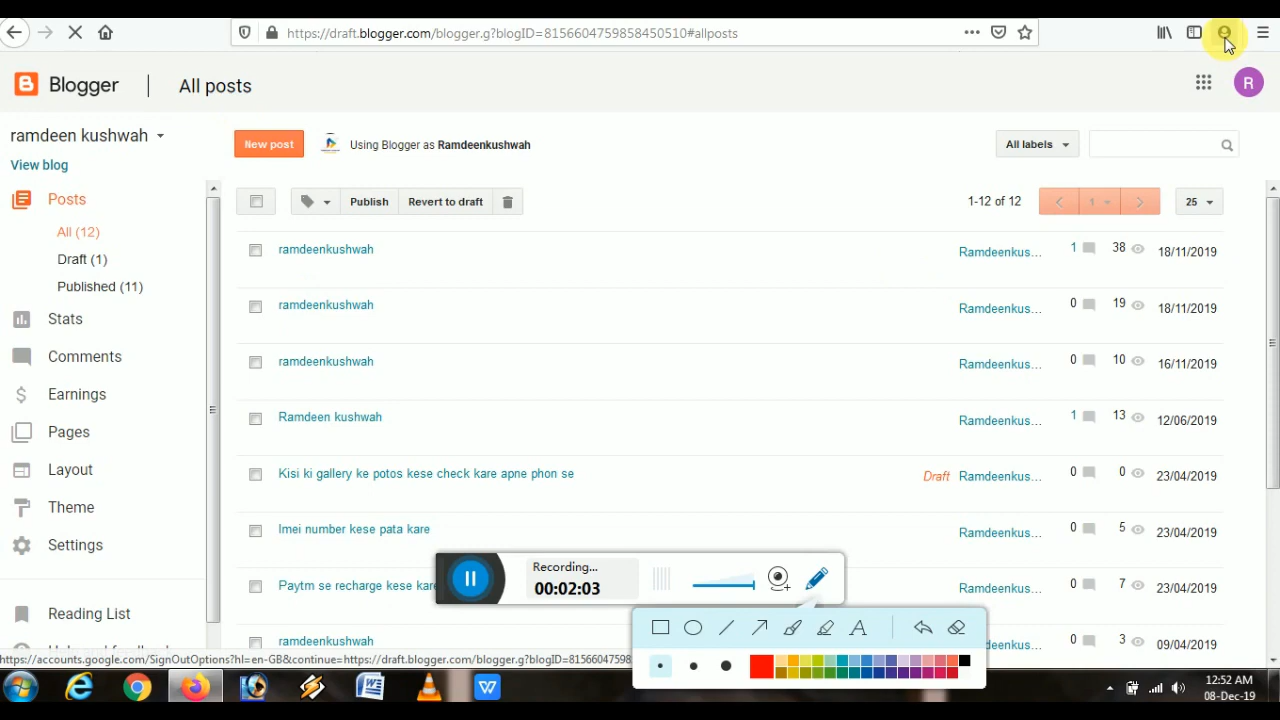 https://draft.blogger.com/blogger.g?blogID=8156604759858450510#allposts
Blogger
All posts
R
ramdeen kushwah
View blog
New post
Using Blogger as Ramdeenkushwah
All labels
Posts
All (12)
Draft (1)
Published (11)
Stats
Comments
Earnings
Pages
Layout
Theme
Settings
Reading List
Publish
Revert to draft
1-12 of 12
1
25
ramdeenkushwah Ramdeenkus... 1 38 18/11/2019
ramdeenkushwah Ramdeenkus... 0 19 18/11/2019
ramdeenkushwah Ramdeenkus... 0 10 16/11/2019
Ramdeen kushwah Ramdeenkus... 1 13 12/06/2019
Kisi ki gallery ke potos kese check kare apne phon se Draft Ramdeenkus... 0 0 23/04/2019
Imei number kese pata kare Ramdeenkus... 0 5 23/04/2019
Paytm se recharge kese kare Ramdeenkus... 0 7 23/04/2019
ramdeenkushwah 0 3 09/04/2019
Recording...
00:02:03
A
https://accounts.google.com/SignOutOptions?hl=en-GB&continue=https://draft.blogger.com/blogger.g?blogID=81566047598
12:52 AM
08-Dec-19